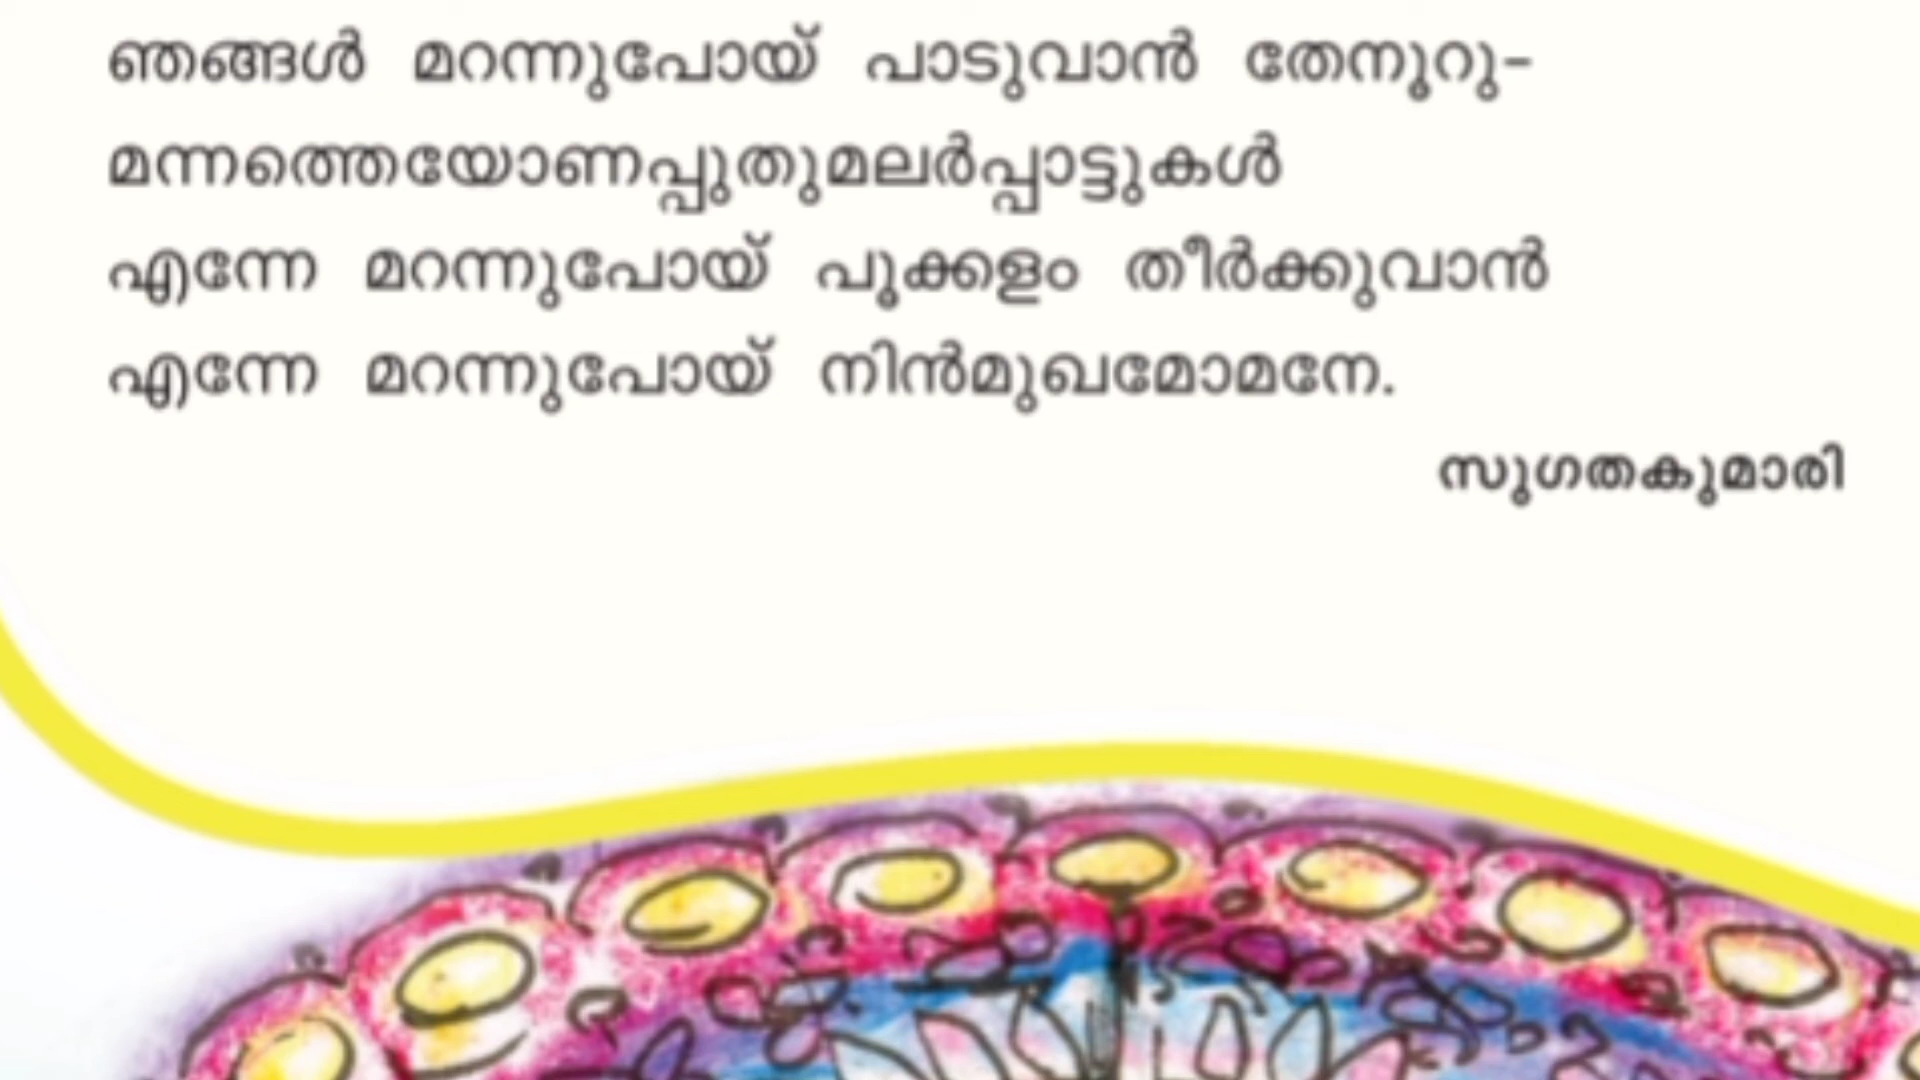 ഞങ്ങൾ മറന്നുപോയ് പാടുവാൻ തേനൂറു-
മന്നത്തെയോണപ്പുതുമലർപ്പാട്ടുകൾ
എന്നേ മറന്നുപോയ് പൂക്കളം തീർക്കുവാൻ
എന്നേ മറന്നുപോയ് നിൻമുഖമോമനേ.
സുഗതകുമാരി